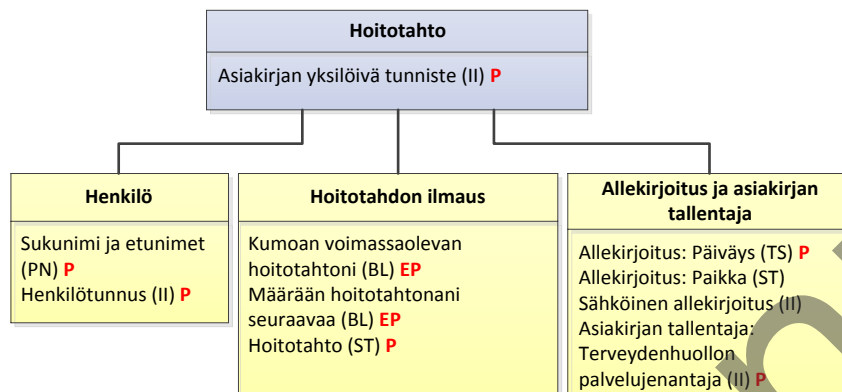 Hoitotahto
Asiakirjan yksilöivä tunniste (II) P
Henkilö
Sukunimi ja etunimet
(PN) P
Henkilötunnus (II) P
Hoitotahdon ilmaus
Kumoan voimassaolevan
hoitotahtoni (BL) EP
Määrään hoitotahtonani
seuraavaa (BL) EP
Hoitotahto (ST) P
Allekirjoitus ja asiakirjan
tallentaja
Allekirjoitus: Päiväys (TS) P
Allekirjoitus: Paikka (ST)
Sähköinen allekirjoitus (II)
Asiakirjan tallentaja:
Terveydenhuollon
palvelujenantaja (II) P